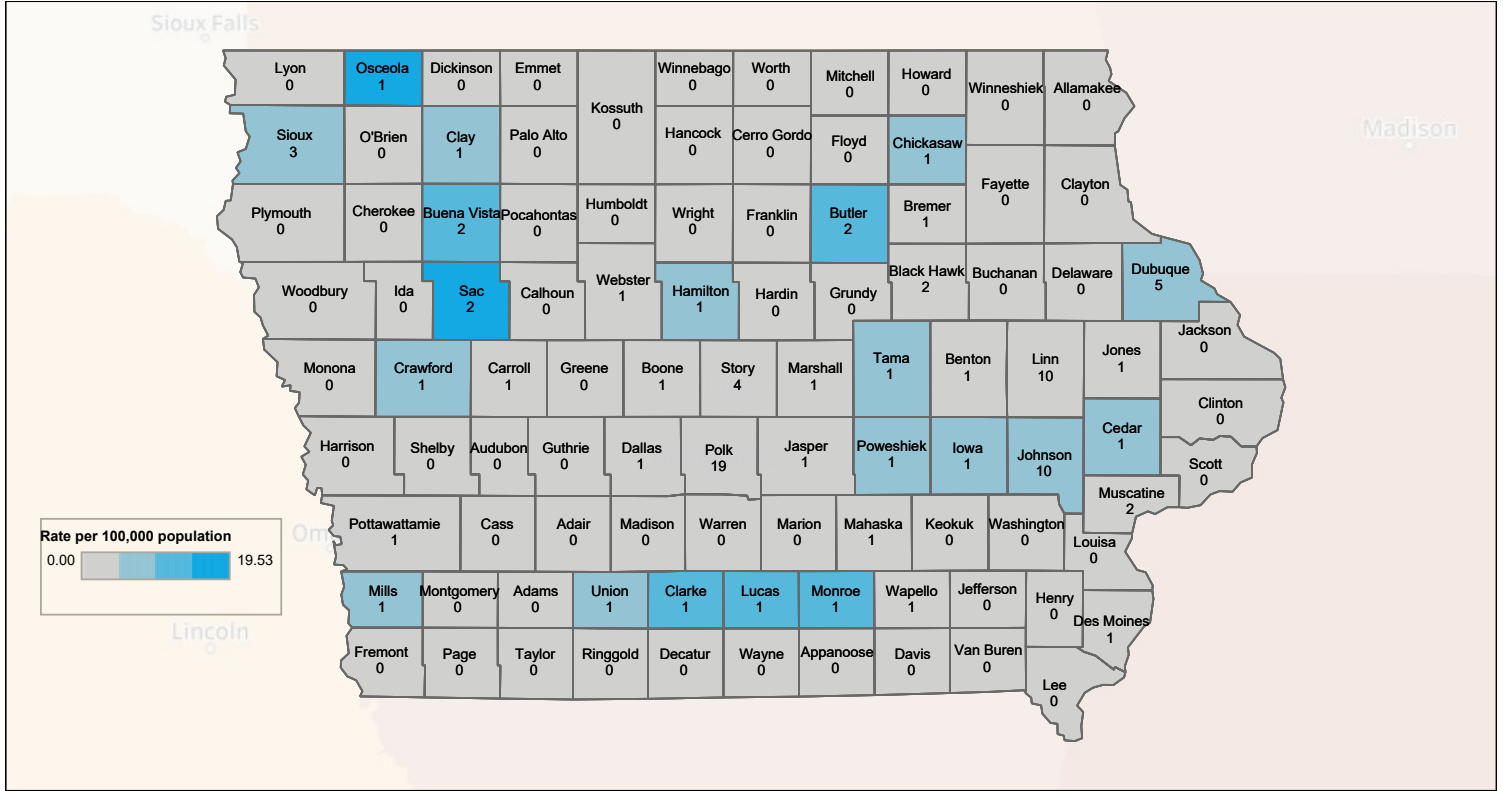 Sioux Falls
Madison
Lyon
0
Osceola
1
Dickinson
0
Emmet
0
Kossuth
0
Winnebago
0
Worth
0
Mitchell
0
Howard
0
Winneshiek
0
Allamakee
0
Sioux
3
O'Brien
0
Clay
1
Palo Alto
0
Hancock
0
Cerro Gordo
0
Floyd
0
Chickasaw
1
Fayette
0
Clayton
0
Plymouth
0
Cherokee
0
Buena Vista
2
Pocahontas
0
Humboldt
0
Wright
0
Franklin
0
Butler
2
Bremer
1
Woodbury
0
Ida
0
Sac
2
Calhoun
0
Webster
1
Hamilton
1
Hardin
0
Grundy
0
Black Hawk
2
Buchanan
0
Delaware
0
Dubuque
5
Jackson
0
Monona
0
Crawford
1
Carroll
1
Greene
0
Boone
1
Story
4
Marshall
1
Tama
1
Benton
1
Linn
10
Jones
1
Clinton
0
Harrison
0
Shelby
0
Audubon
0
Guthrie
0
Dallas
1
Polk
19
Jasper
1
Poweshiek
1
Iowa
1
Johnson
10
Cedar
1
Scott
0
Muscatine
2
Pottawattamie
1
Cass
0
Adair
0
Madison
0
Warren
0
Marion
0
Mahaska
1
Keokuk
0
Washington
0
Louisa
0
Om
Rate per 100,000 population
0.00
19.53
Mills
1
Montgomery
0
Adams
0
Union
1
Clarke
1
Lucas
1
Monroe
1
Wapello
1
Jefferson
0
Henry
0
Des Moines
1
Lincoln
Fremont
0
Page
0
Taylor
0
Ringgold
0
Decatur
0
Wayne
0
Appanoose
0
Davis
0
Van Buren
0
Lee
0